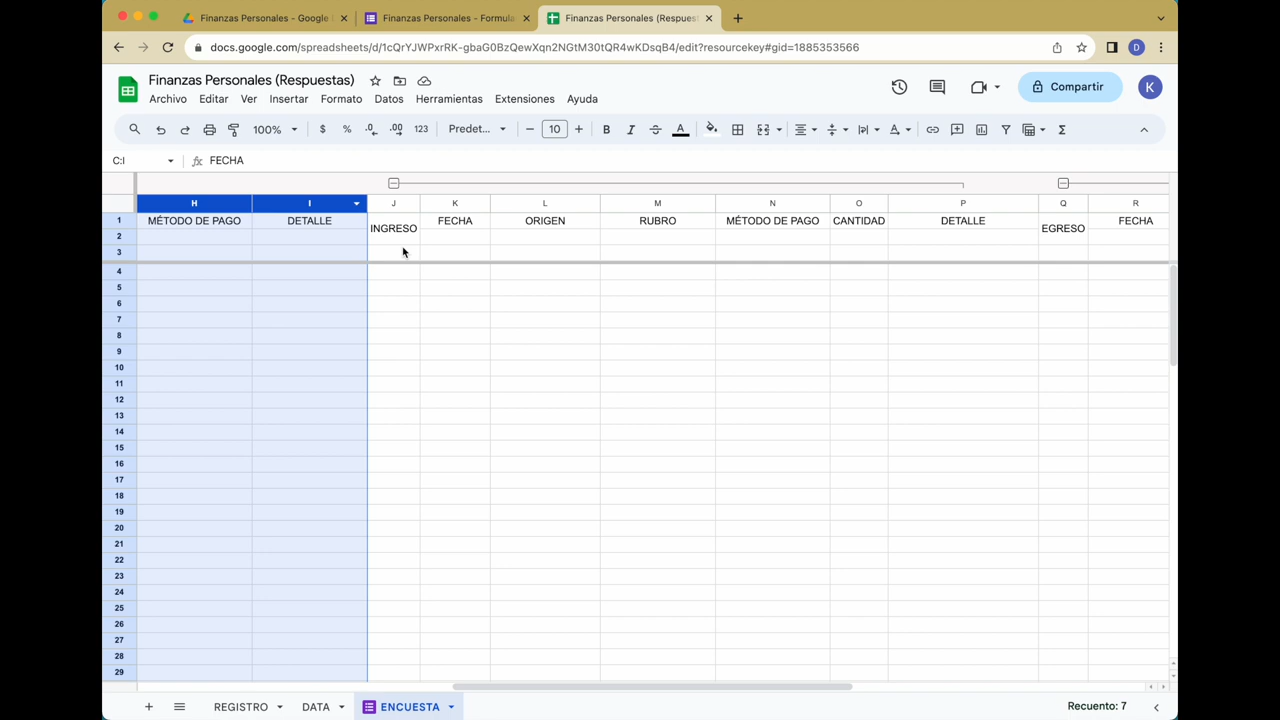 Finanzas Personales - Google
Finanzas Personales - Formula
Finanzas Personales (Respues
docs.google.com/spreadsheets/d/1cQrYJWPxrRK-gbaG0BzQewXqn2NGtM30tQR4wKDsqB4/edit?resourcekey#gid=1885353566
D
Finanzas Personales (Respuestas)
Archivo Editar Ver Insertar Formato Datos Herramientas Extensiones Ayuda
Compartir
K
100% $ % .0 .00 123 Predet... 10 B I S A Σ
C:I fx FECHA
H I J K L M N O P Q R
1 MÉTODO DE PAGO DETALLE FECHA ORIGEN RUBRO MÉTODO DE PAGO CANTIDAD DETALLE FECHA
INGRESO EGRESO
2
3
4
5
6
7
8
9
10
11
12
13
14
15
16
17
18
19
20
21
22
23
24
25
26
27
28
29
REGISTRO DATA ENCUESTA Recuento: 7